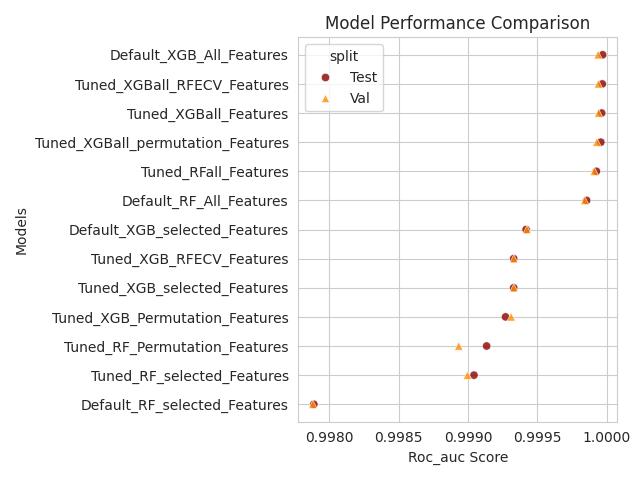 Model Performance Comparison
split
Test
Val
Models
Default_XGB_All_Features
Tuned_XGBall_RFECV_Features
Tuned_XGBall_Features
Tuned_XGBall_permutation_Features
Tuned_RFall_Features
Default_RF_All_Features
Default_XGB_selected_Features
Tuned_XGB_RFECV_Features
Tuned_XGB_selected_Features
Tuned_XGB_Permutation_Features
Tuned_RF_Permutation_Features
Tuned_RF_selected_Features
Default_RF_selected_Features
0.9980 0.9985 0.9990 0.9995 1.0000
Roc_auc Score